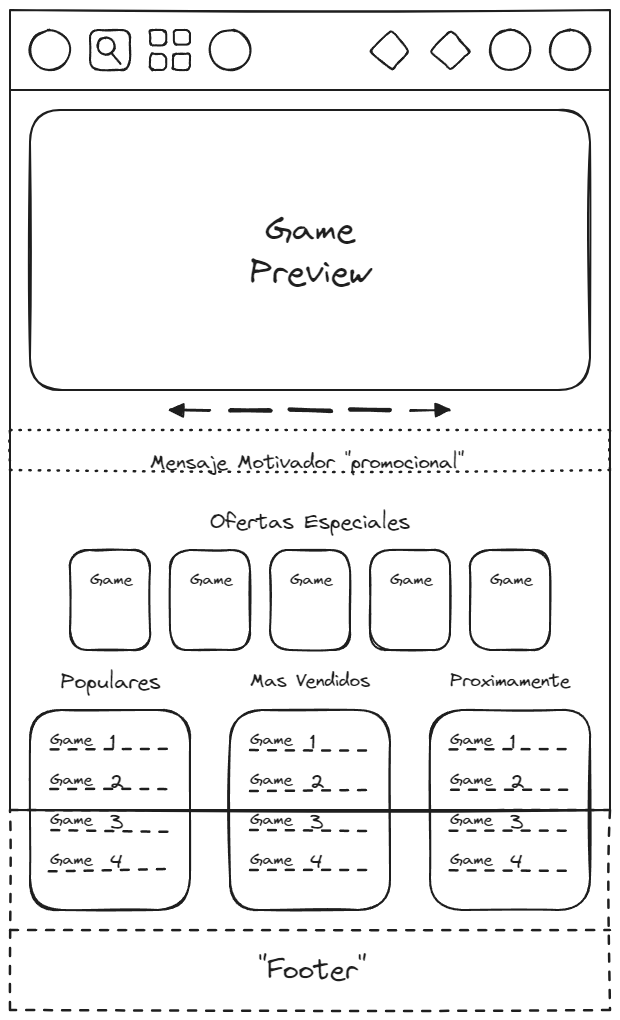 Game
Preview
Mensaje Motivador "promocional"
Ofertas Especiales
Game Game Game Game Game
Populares Mas Vendidos Proximamente
Game 1 Game 1 Game 1
Game 2 Game 2 Game 2
Game 3 Game 3 Game 3
Game 4 Game 4 Game 4
"Footer"